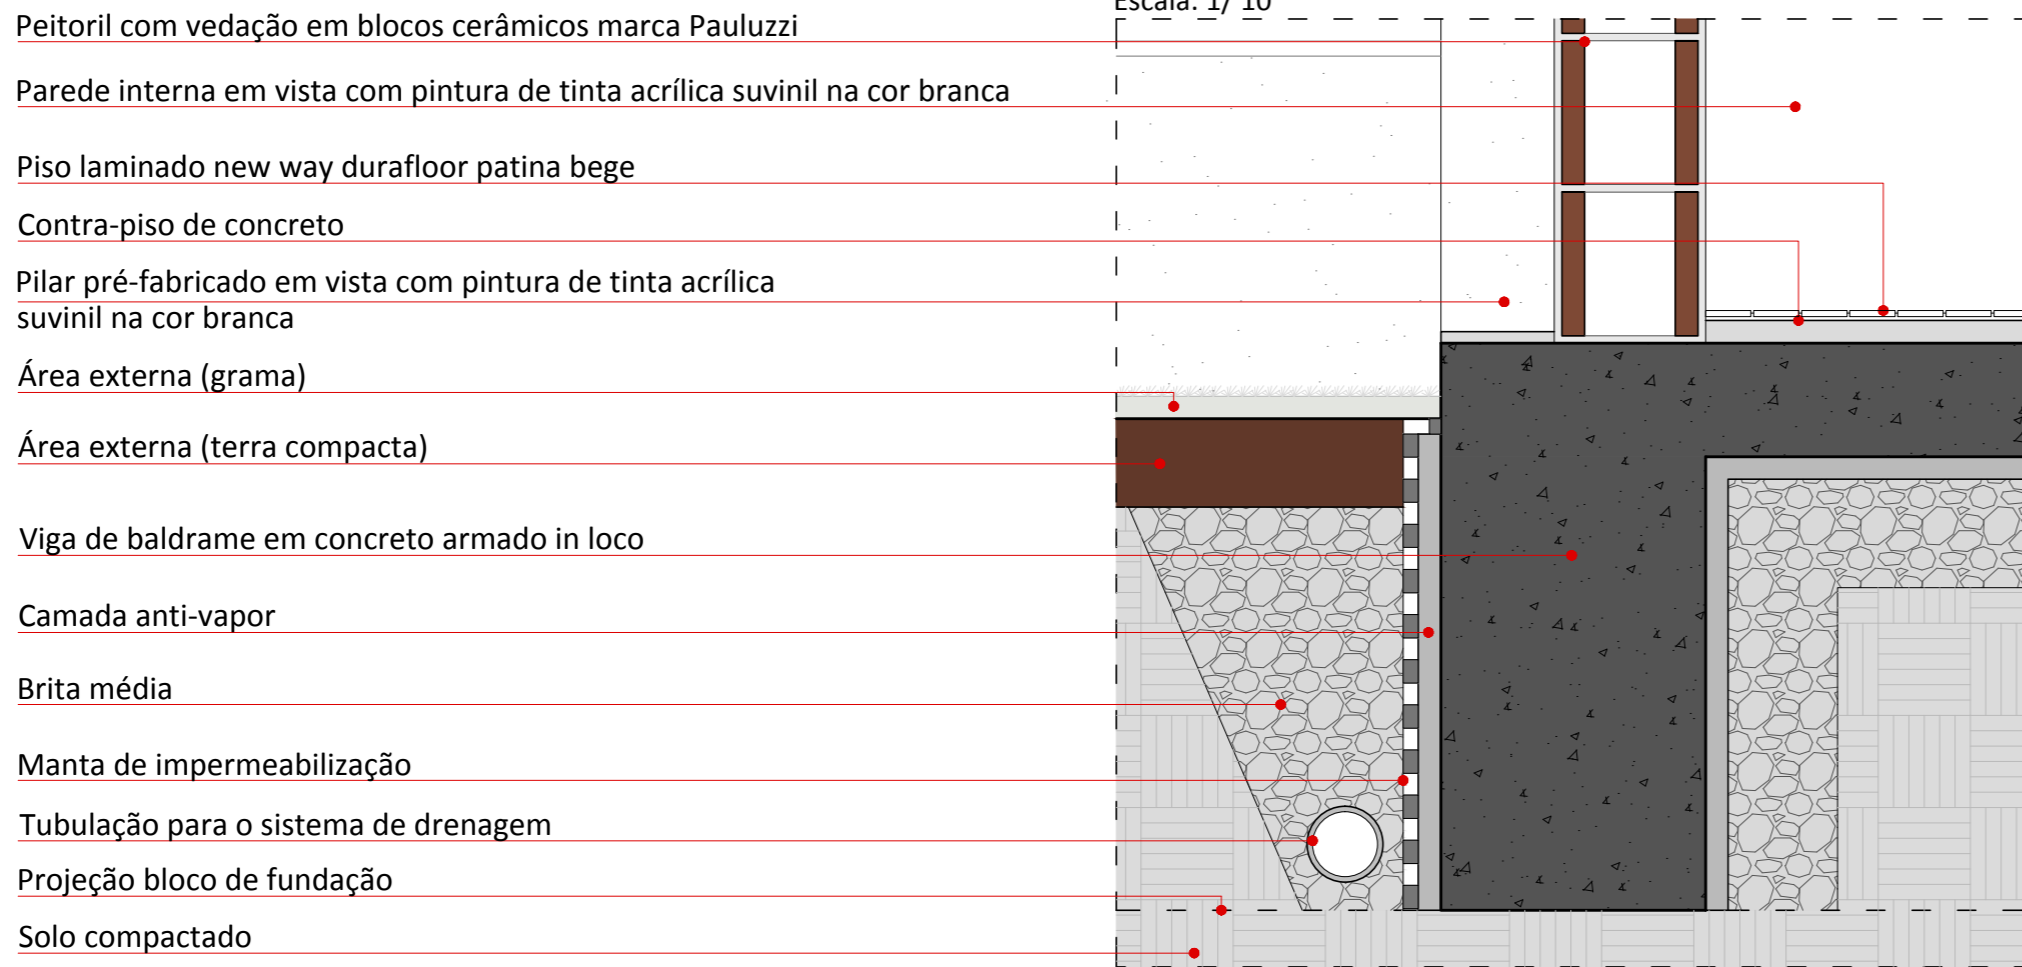 Escala: 1/ 10
Peitoril com vedação em blocos cerâmicos marca Pauluzzi
Parede interna em vista com pintura de tinta acrílica suvinil na cor branca
Piso laminado new way durafloor patina bege
Contra-piso de concreto
Pilar pré-fabricado em vista com pintura de tinta acrílica
suvinil na cor branca
Área externa (grama)
Área externa (terra compacta)
Viga de baldrame em concreto armado in loco
Camada anti-vapor
Brita média
Manta de impermeabilização
Tubulação para o sistema de drenagem
Projeção bloco de fundação
Solo compactado